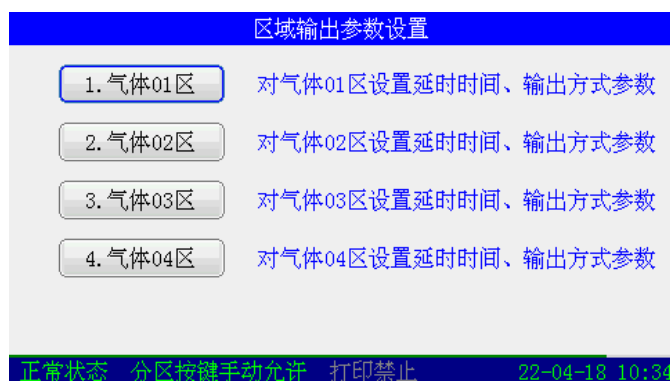 区域输出参数设置
1.气体01区 对气体01区设置延时时间、输出方式参数
2.气体02区 对气体02区设置延时时间、输出方式参数
3.气体03区 对气体03区设置延时时间、输出方式参数
4.气体04区 对气体04区设置延时时间、输出方式参数
正常状态 分区按键手动允许 打印禁止 22-04-18 10:34